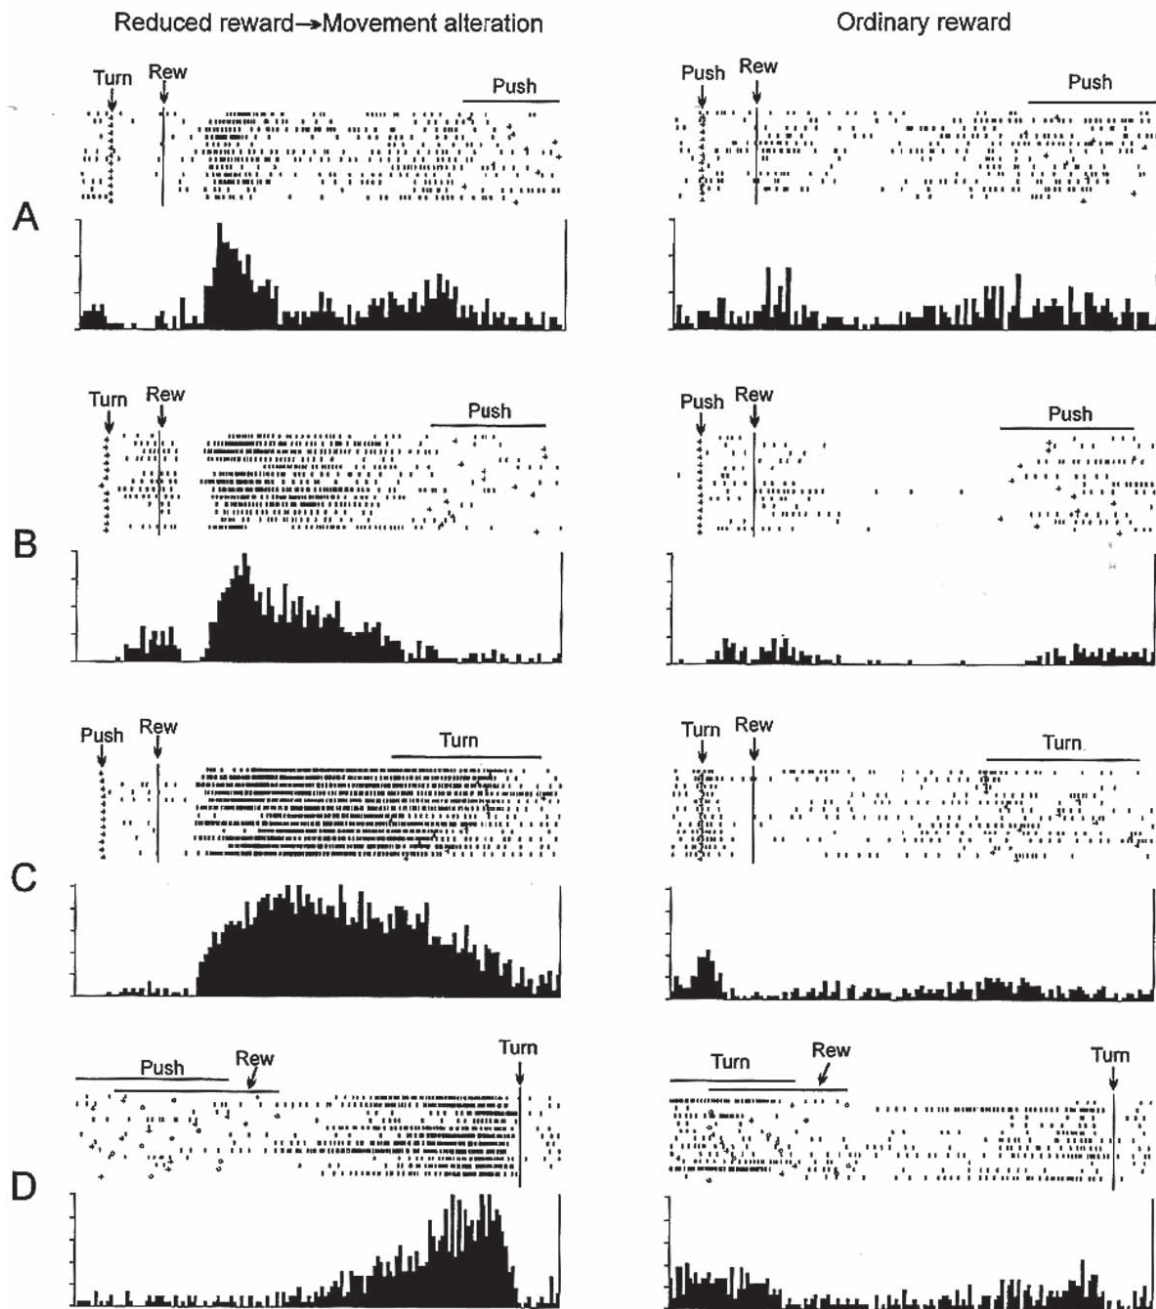 Reduced reward→Movement alteration Ordinary reward
Turn Rew Push Push Rew Push
A
Turn Rew Push Push Rew Push
B
Push Rew Turn Turn Rew Turn
C
Push Rew Turn Turn Rew Turn
D